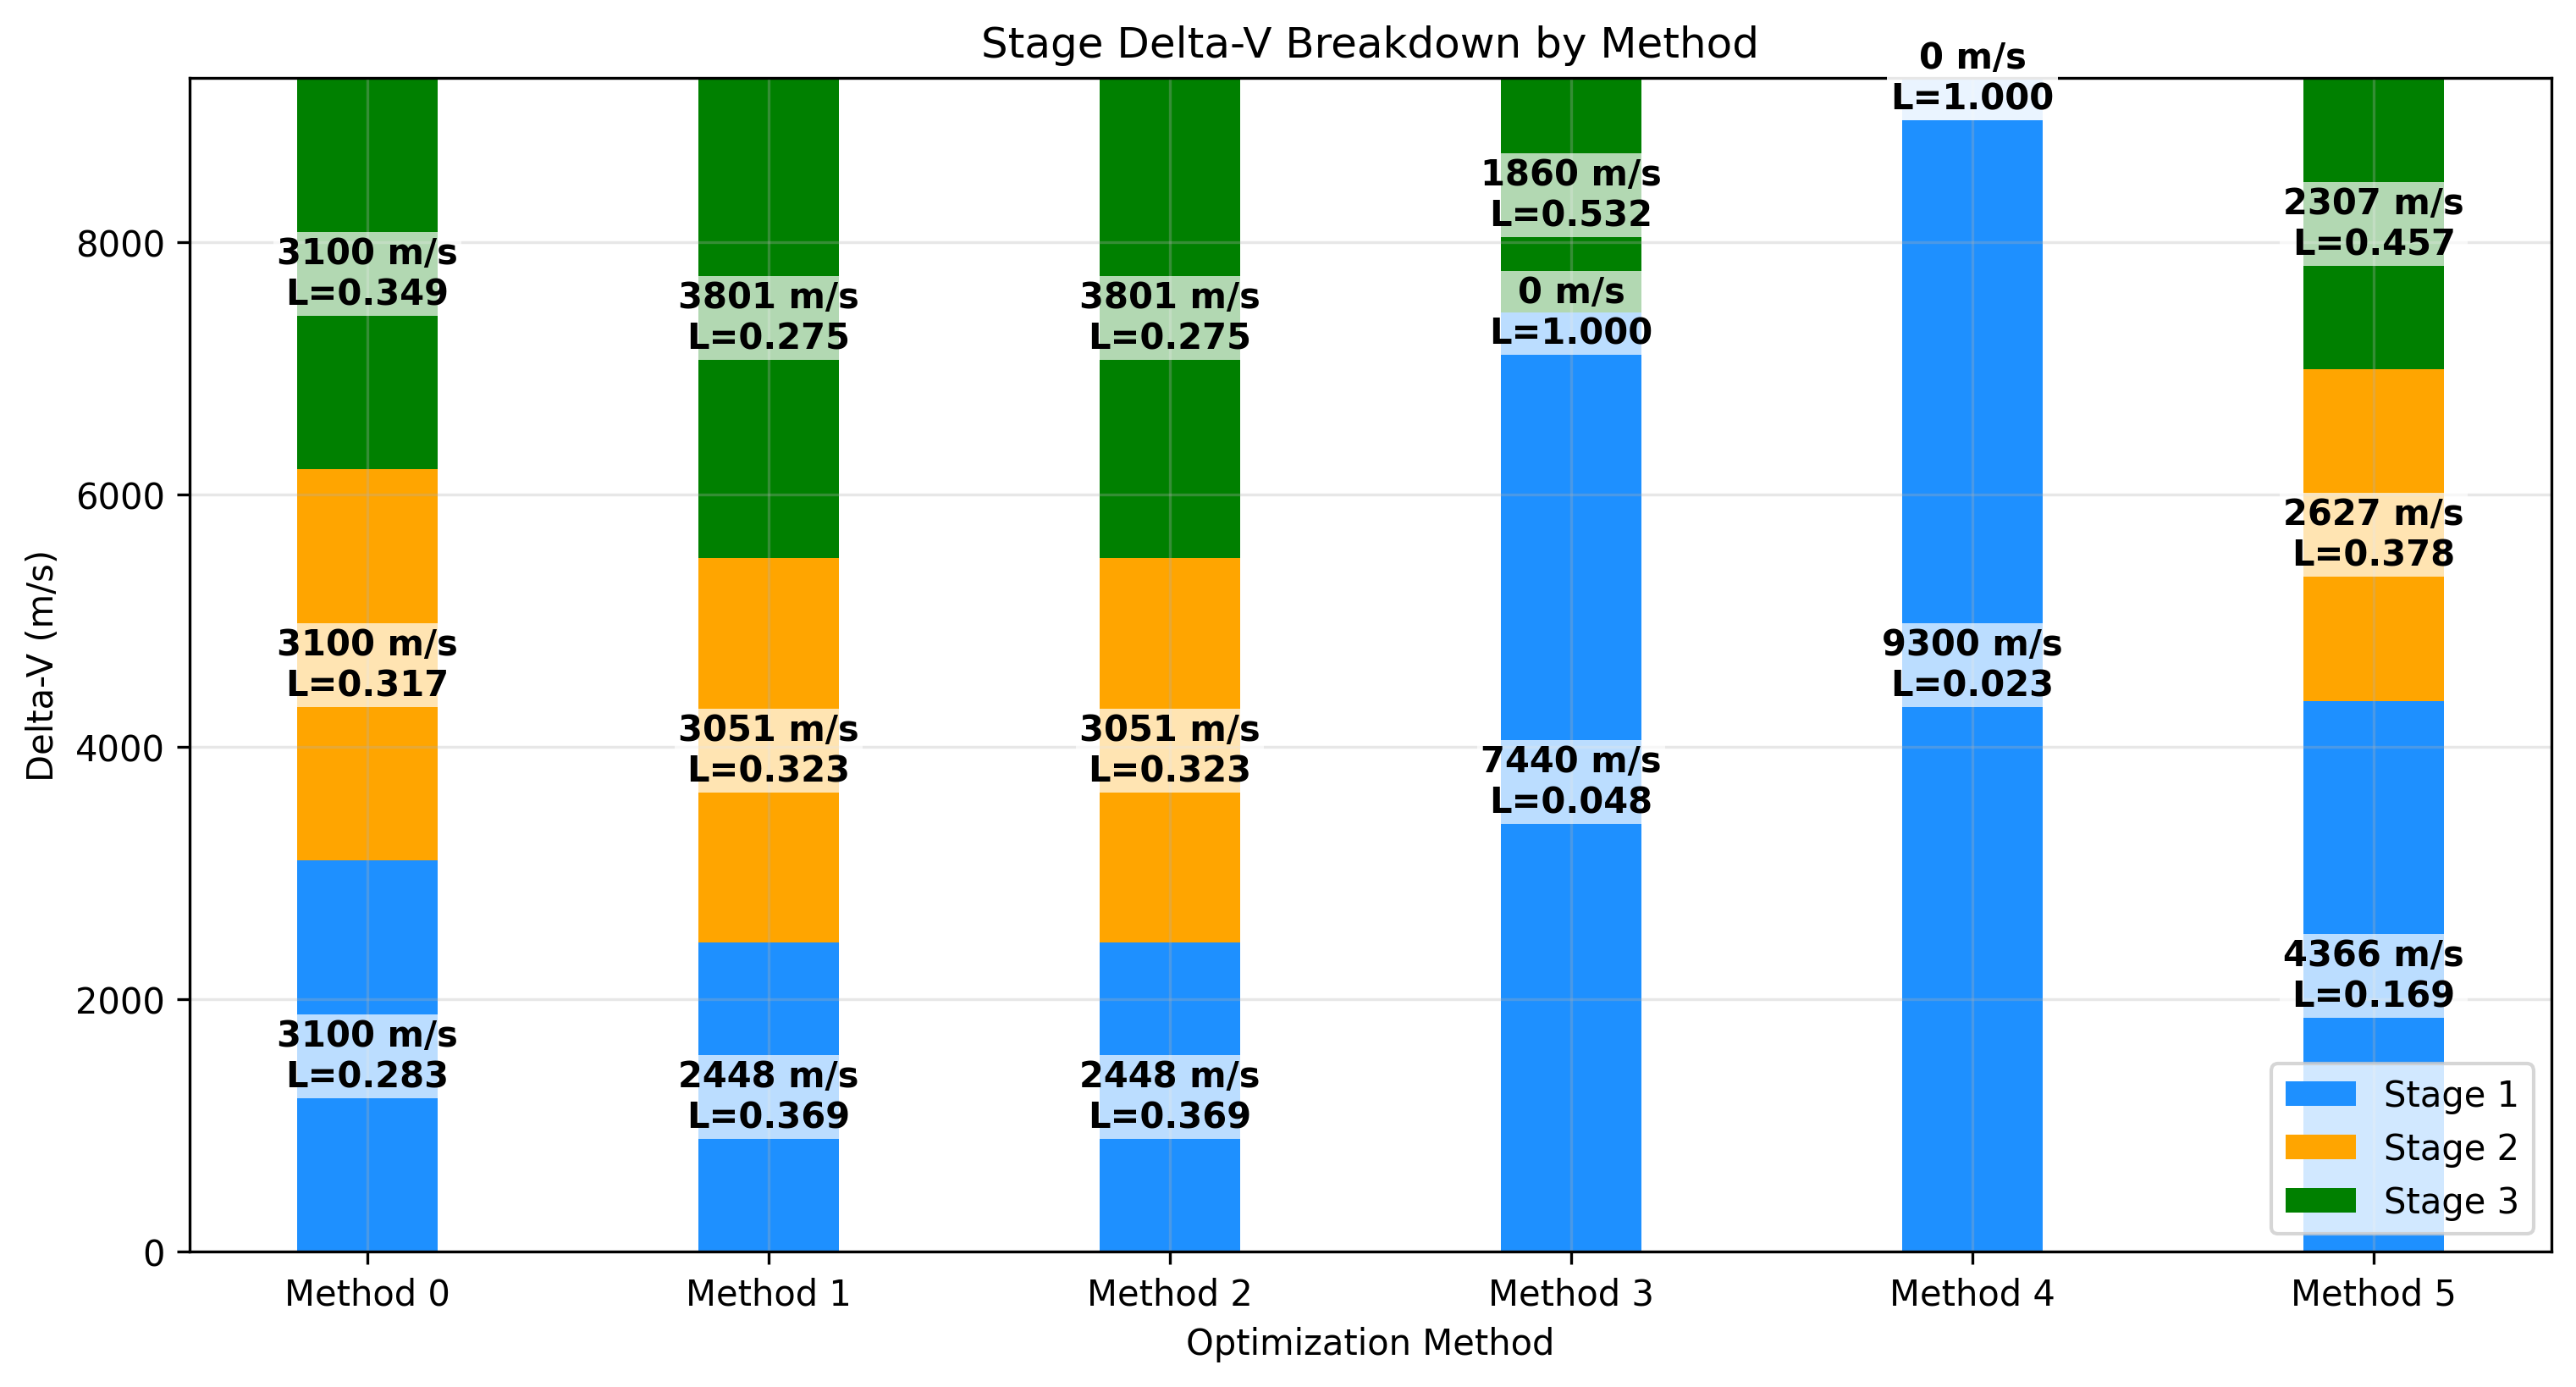 Stage Delta-V Breakdown by Method
Delta-V (m/s)
8000
6000
4000
2000
0
3100 m/s
L=0.349
3100 m/s
L=0.317
3100 m/s
L=0.283
3801 m/s
L=0.275
3051 m/s
L=0.323
2448 m/s
L=0.369
3801 m/s
L=0.275
3051 m/s
L=0.323
2448 m/s
L=0.369
1860 m/s
L=0.532
0 m/s
L=1.000
7440 m/s
L=0.048
0 m/s
L=1.000
9300 m/s
L=0.023
2307 m/s
L=0.457
2627 m/s
L=0.378
4366 m/s
L=0.169
Stage 1
Stage 2
Stage 3
Method 0
Method 1
Method 2
Method 3
Method 4
Method 5
Optimization Method